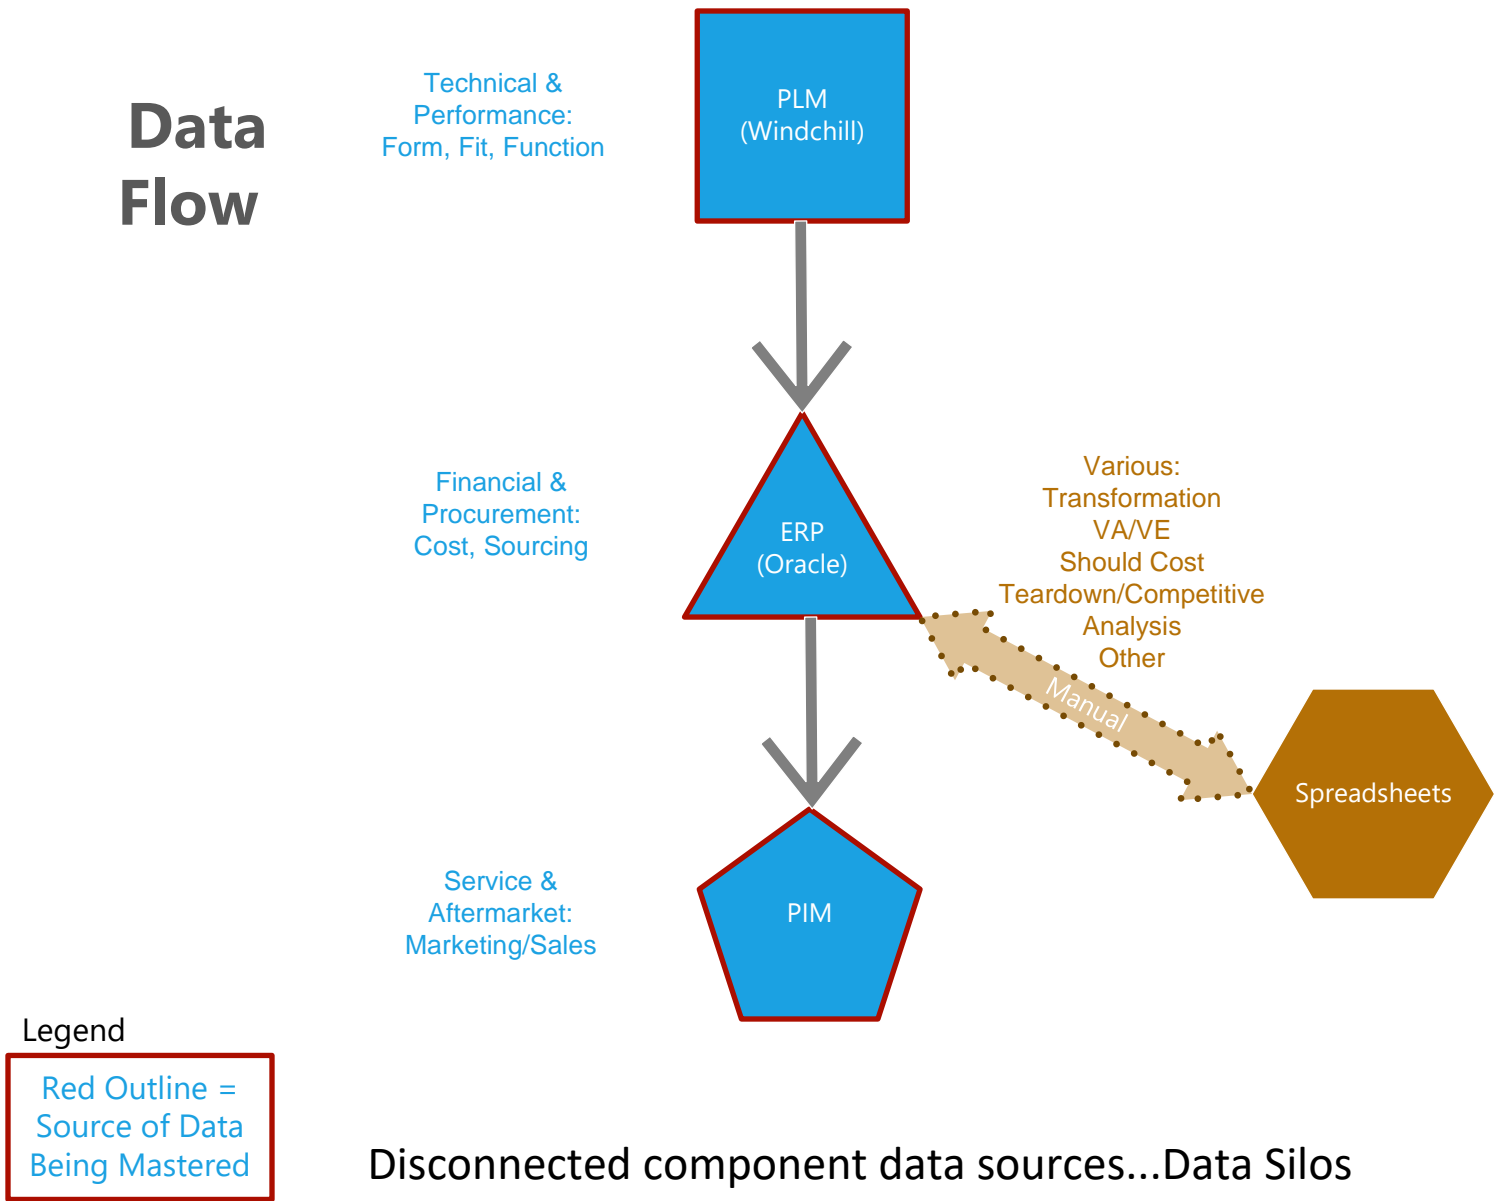 Data
Flow
Technical &
Performance:
Form, Fit, Function
PLM
(Windchill)
Financial &
Procurement:
Cost, Sourcing
ERP
(Oracle)
Various:
Transformation
VA/VE
Should Cost
Teardown/Competitive
Analysis
Other
Manual
Spreadsheets
Service &
Aftermarket:
Marketing/Sales
PIM
Legend
Red Outline =
Source of Data
Being Mastered
Disconnected component data sources...Data Silos